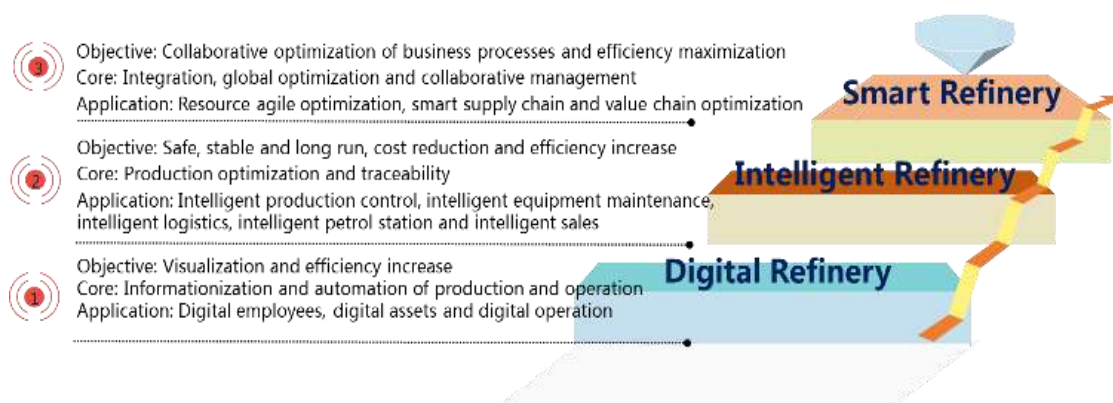 3
Objective: Collaborative optimization of business processes and efficiency maximization
Core: Integration, global optimization and collaborative management
Application: Resource agile optimization, smart supply chain and value chain optimization
Smart Refinery
2
Objective: Safe, stable and long run, cost reduction and efficiency increase
Core: Production optimization and traceability
Application: Intelligent production control, intelligent equipment maintenance,
intelligent logistics, intelligent petrol station and intelligent sales
Intelligent Refinery
1
Objective: Visualization and efficiency increase
Core: Informationization and automation of production and operation
Application: Digital employees, digital assets and digital operation
Digital Refinery